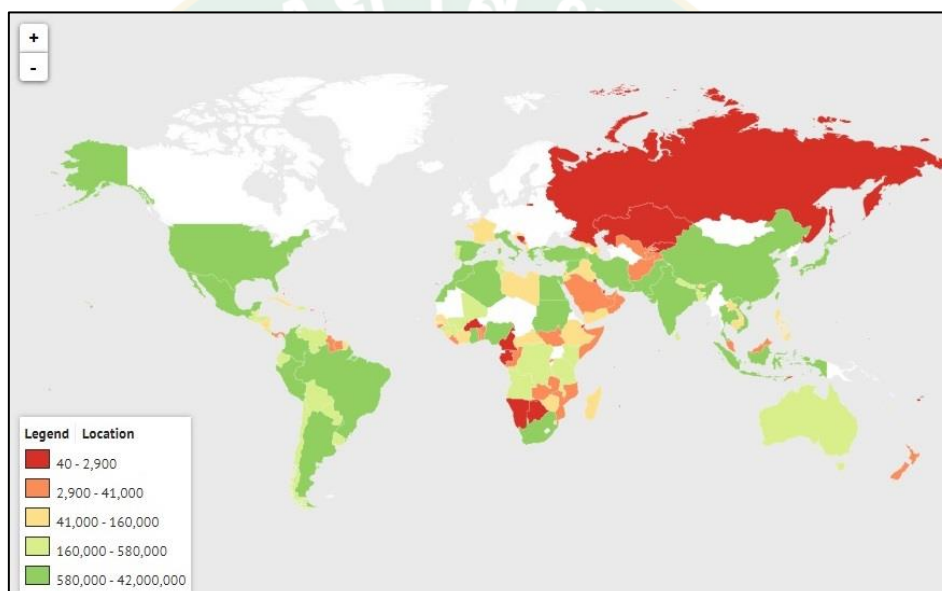 +
-
Legend Location
40 - 2,900
2,900 - 41,000
41,000 - 160,000
160,000 - 580,000
580,000 - 42,000,000